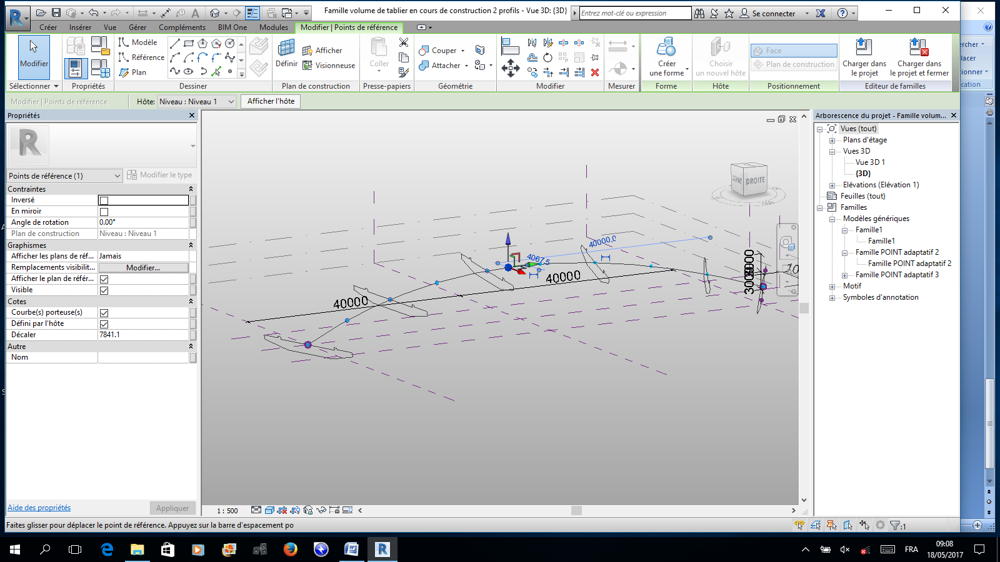 Famille volume de tablier en cours de construction 2 profils - Vue 3D: {3D}
Entrez mot-clé ou expression
Se connecter
Créer Insérer Vue Gérer Compléments BIM One Modules Modifier | Points de référence
Modifier
Sélectionner
Propriétés
Modèle
Référence
Plan
Dessiner
Définir
Afficher
Visionneuse
Plan de construction
Coller
Presse-papiers
Couper
Attacher
Géométrie
Modifier
Mesurer
Créer
une forme
Forme
Choisir
un nouvel hôte
Hôte
Face
Plan de construction
Positionnement
Charger dans
le projet
Charger dans
le projet et fermer
Editeur de familles
Modifier | Points de référence
Hôte: Niveau : Niveau 1
Afficher l'hôte
Propriétés
Points de référence (1)
Modifier le type
Contraintes
Inversé
En miroir
Angle de rotation 0.00°
Plan de construction Niveau : Niveau 1
Graphismes
Afficher les plans de réf... Jamais
Remplacements visibilit... Modifier...
Afficher le plan de référ...
Visible
Cotes
Courbe(s) porteuse(s)
Défini par l'hôte
Décaler 7841.1
Autre
Nom
Aide des propriétés
Appliquer
DROITE
40000.0
4067.5
40000
40000
1 : 500
Arborescence du projet - Famille volum...
Vues (tout)
Plans d'étage
Vues 3D
Vue 3D 1
{3D}
Elévations (Elévation 1)
Feuilles (tout)
Familles
Modèles génériques
Famille1
Famille1
Famille POINT adaptatif 2
Famille POINT adaptatif 2
Famille POINT adaptatif 3
Motif
Symboles d'annotation
Faites glisser pour déplacer le point de référence. Appuyez sur la barre d'espacement po
:1
FRA
09:08
18/05/2017